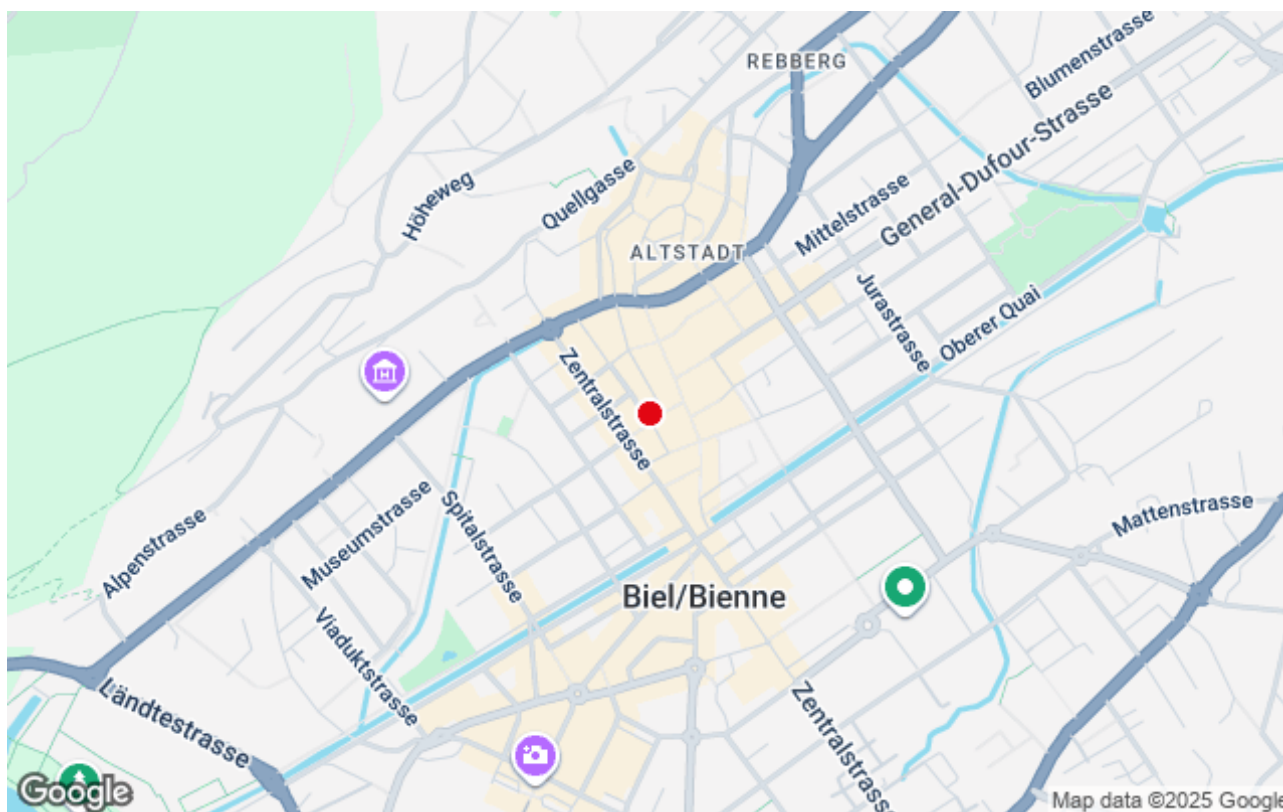 REBBERG
Blumenstrasse
General-Dufour-Strasse
Höheweg
Quellgasse
Mittelstrasse
ALTSTADT
Jurastrasse
Oberer Quai
Zentralstrasse
Spitalstrasse
Museumstrasse
Alpenstrasse
Mattenstrasse
Biel/Bienne
Viaduktstrasse
Ländtestrasse
Zentralstrasse
Google
Map data ©2025 Google